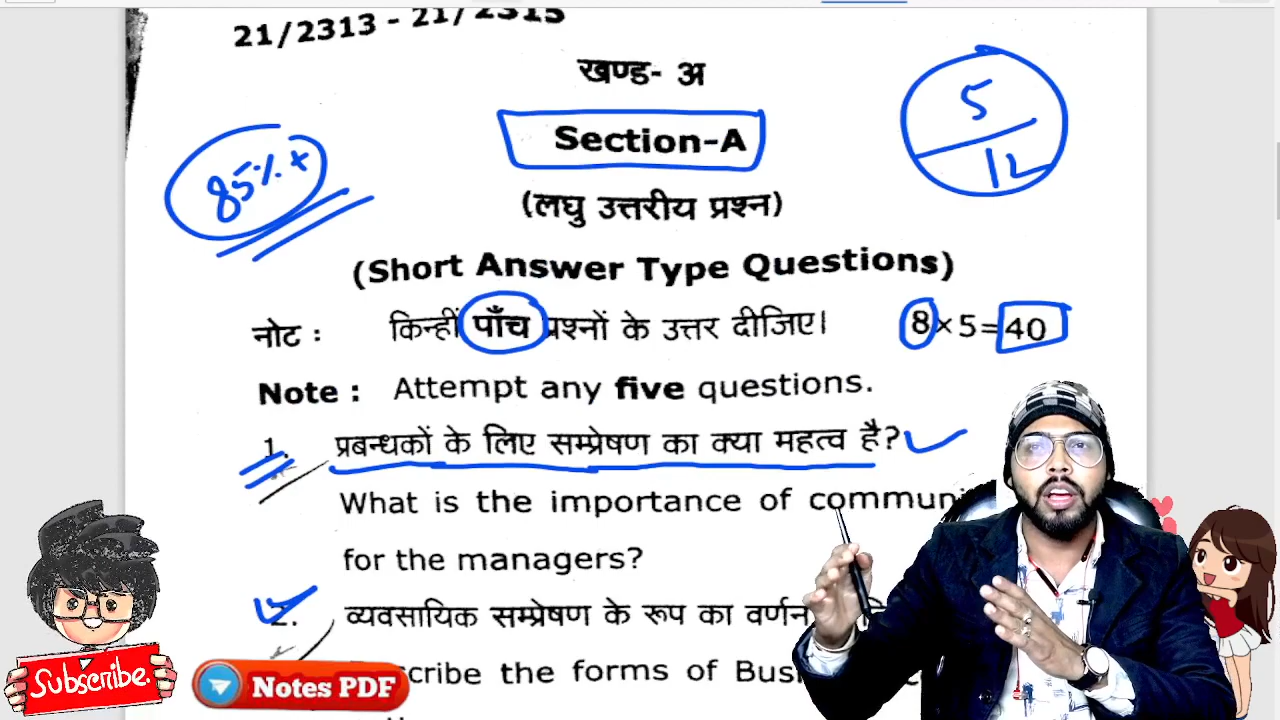 21/2313 - 21/2315
खण्ड- अ
5
12
Section-A
85% +
(लघु उत्तरीय प्रश्न)
(Short Answer Type Questions)
नोट : किन्हीं पाँच प्रश्नों के उत्तर दीजिए। 8×5=40
Note : Attempt any five questions.
1. प्रबन्धकों के लिए सम्प्रेषण का क्या महत्व है?
What is the importance of commun
for the managers?
2. व्यवसायिक सम्प्रेषण के रूप का वर्णन
cribe the forms of Busi
Subscribe.
Notes PDF